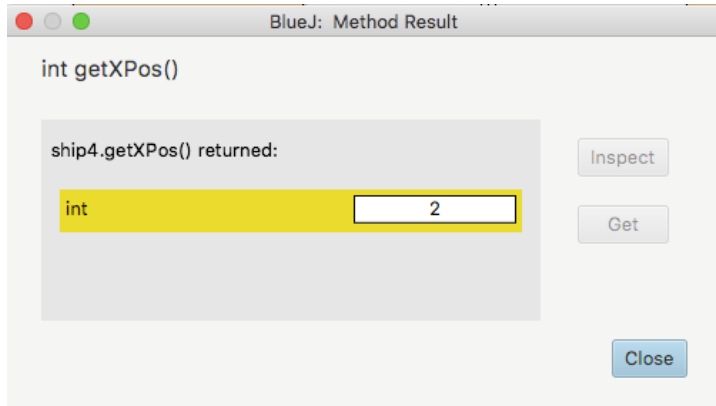 BlueJ: Method Result
int getXPos()
ship4.getXPos() returned:
Inspect
int 2
Get
Close